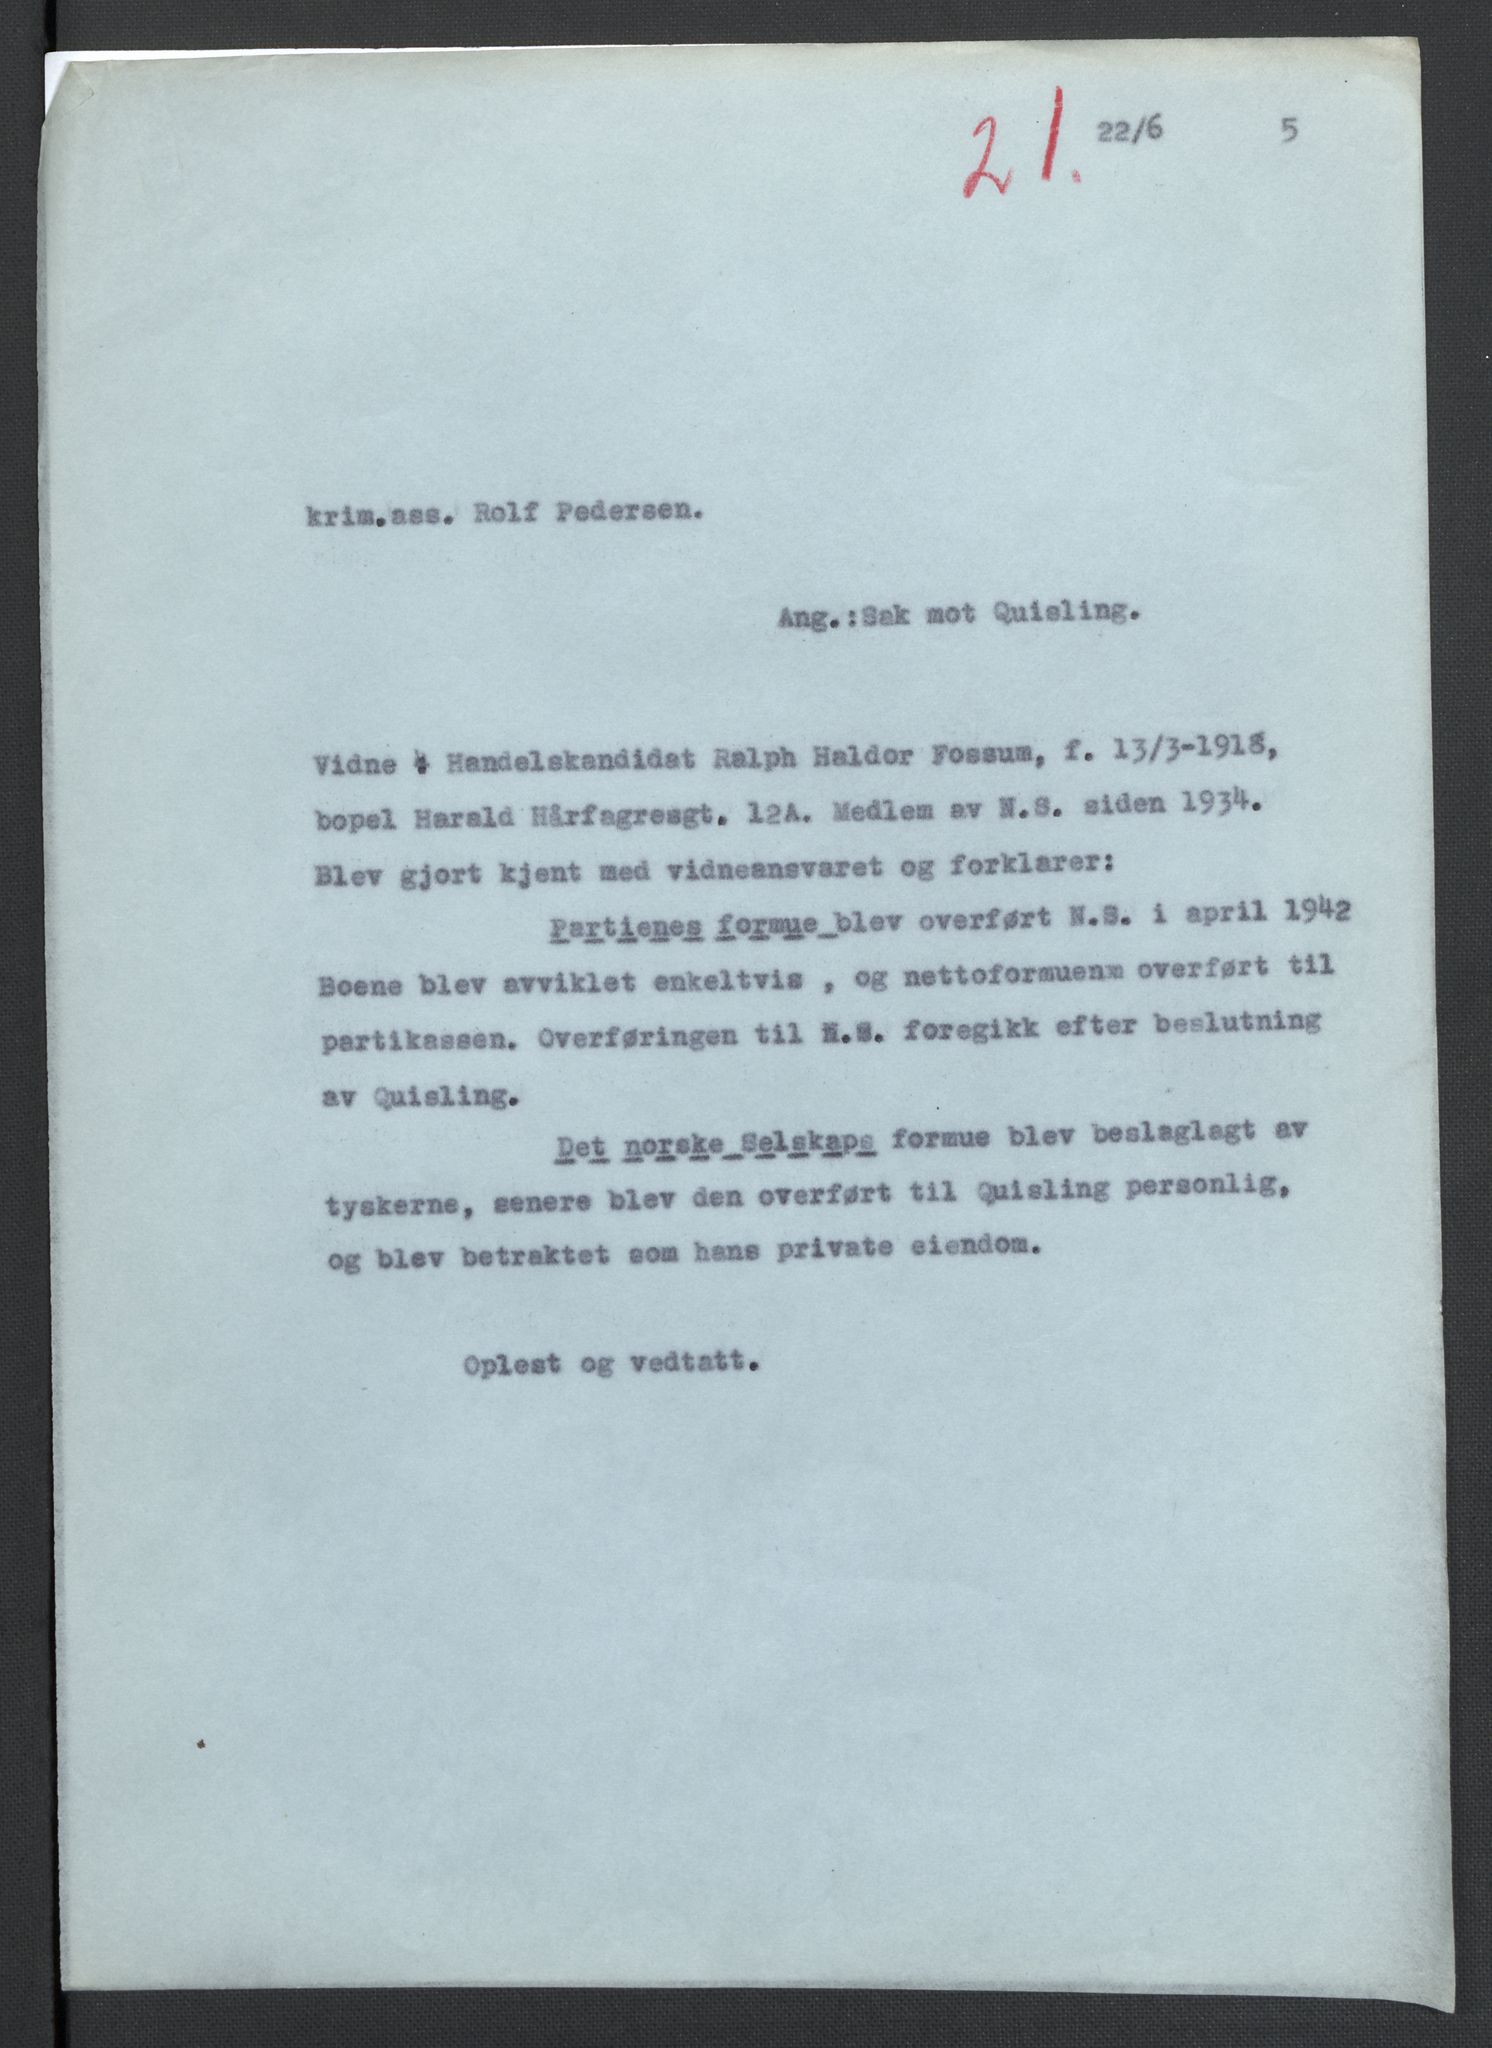 21. 22/6 5
krim.ass. Rolf Pedersen.
Ang.:Sak mot Quisling.
Vidne 4 Handelskandidat Ralph Haldor Fossum, f. 13/3-1918,
bopel Harald Hårfagresgt. 12A. Medlem av N.S. siden 1934.
Blev gjort kjent med vidneansvaret og forklarer:
Partienes formue blev overført N.S. i april 1942
Boene blev avviklet enkeltvis , og nettoformuenm overført til
partikassen. Overføringen til N.S. foregikk efter beslutning
av Quisling.
Det norske Selskaps formue blev beslaglagt av
tyskerne, senere blev den overført til Quisling personlig,
og blev betraktet som hans private eiendom.
Oplest og vedtatt.